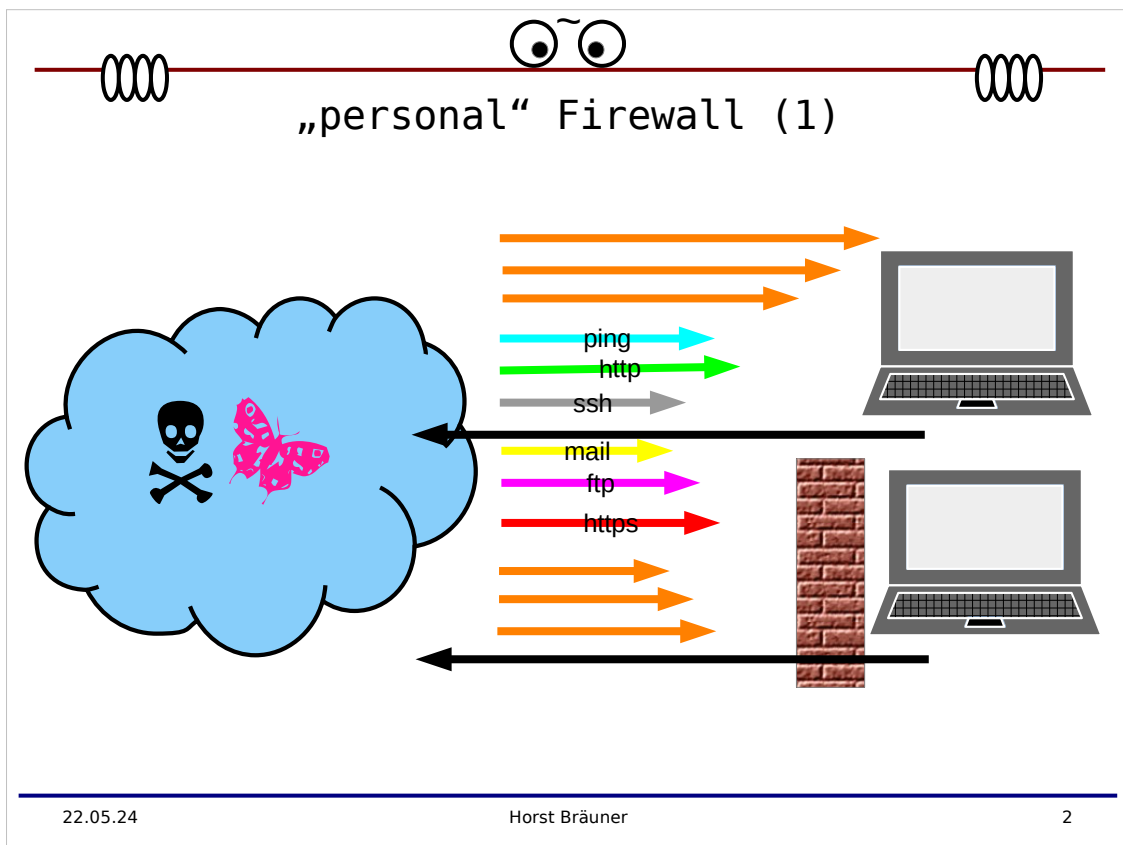 „personal“ Firewall (1)
ping
http
ssh
mail
ftp
https
22.05.24
Horst Bräuner
2